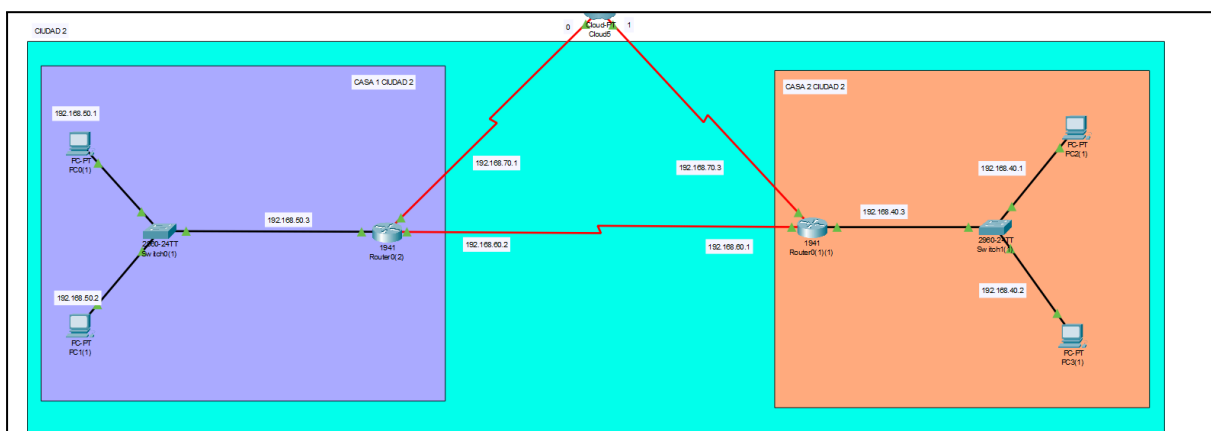 CIUDAD 2
0
Cloud-PT
1
Cloud5
CASA 1 CIUDAD 2
CASA 2 CIUDAD 2
192.168.50.1
PC-PT
PC0(1)
PC-PT
PC2(1)
192.168.70.1
192.168.70.3
192.168.40.1
192.168.50.3
192.168.40.3
2960-24TT
Switch0(1)
1941
Router0(2)
192.168.60.2
192.168.60.1
1941
Router0(1)(1)
2960-24TT
Switch1(1)
192.168.50.2
PC-PT
PC1(1)
192.168.40.2
PC-PT
PC3(1)